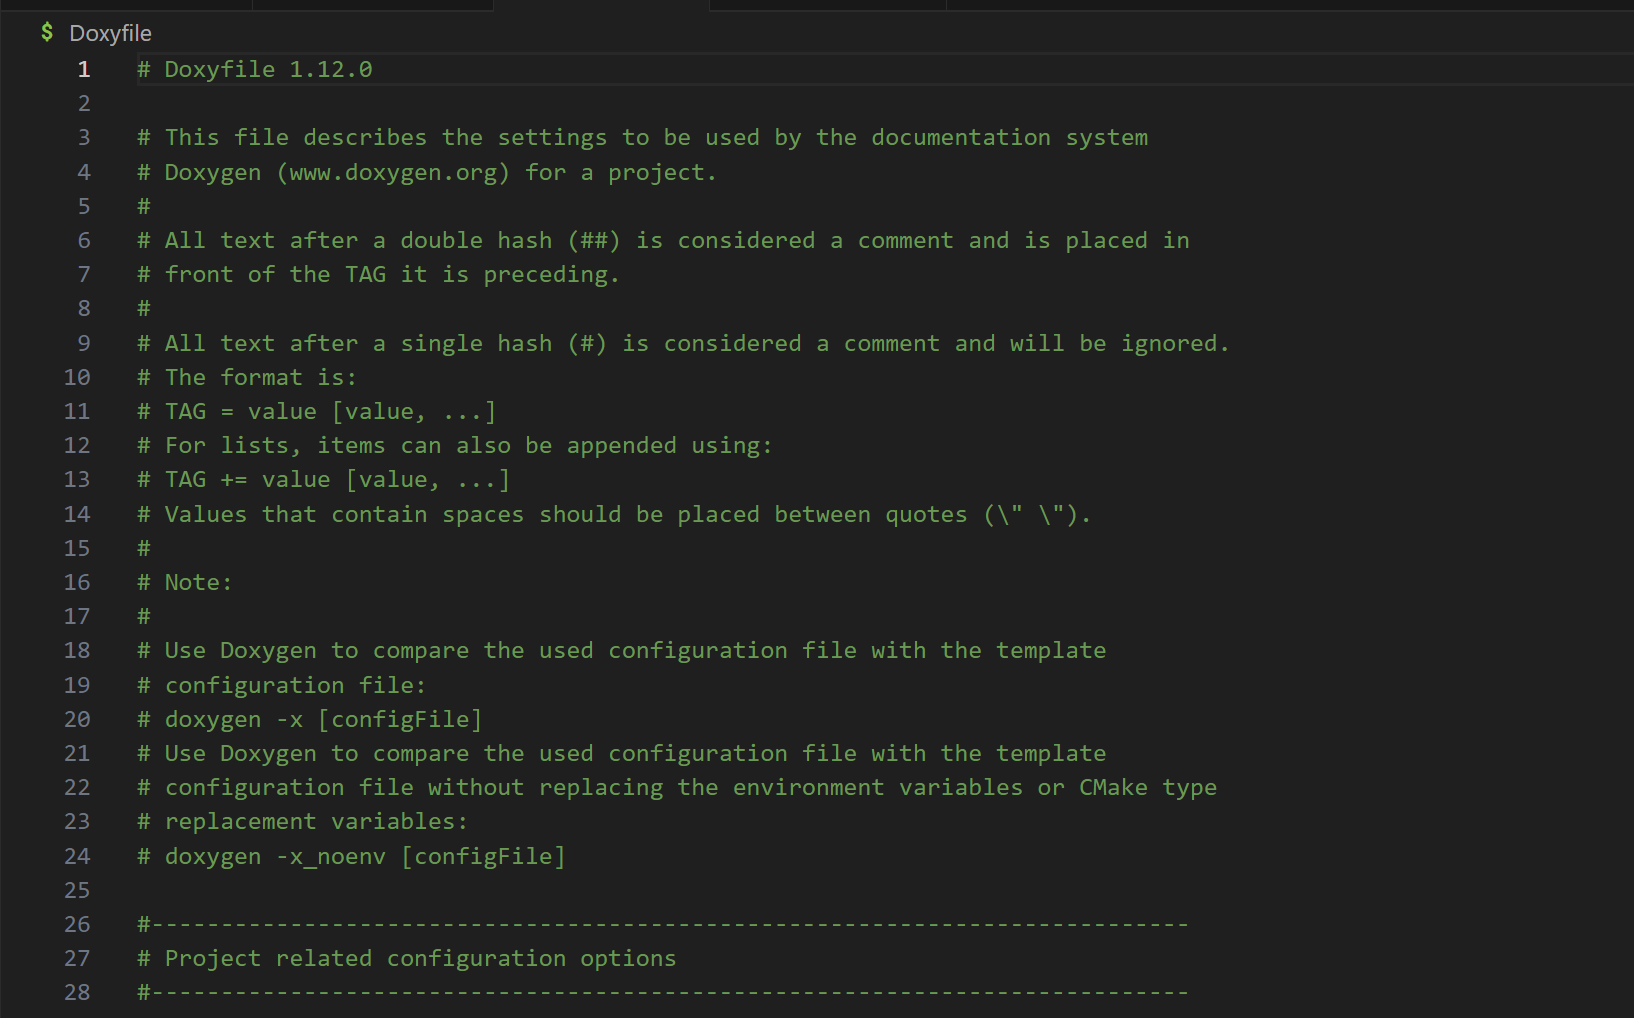 $ Doxyfile
1 # Doxyfile 1.12.0
2
3 # This file describes the settings to be used by the documentation system
4 # Doxygen (www.doxygen.org) for a project.
5 #
6 # All text after a double hash (##) is considered a comment and is placed in
7 # front of the TAG it is preceding.
8 #
9 # All text after a single hash (#) is considered a comment and will be ignored.
10 # The format is:
11 # TAG = value [value, ...]
12 # For lists, items can also be appended using:
13 # TAG += value [value, ...]
14 # Values that contain spaces should be placed between quotes (\" \").
15 #
16 # Note:
17 #
18 # Use Doxygen to compare the used configuration file with the template
19 # configuration file:
20 # doxygen -x [configFile]
21 # Use Doxygen to compare the used configuration file with the template
22 # configuration file without replacing the environment variables or CMake type
23 # replacement variables:
24 # doxygen -x_noenv [configFile]
25
26 #---------------------------------------------------------------------------
27 # Project related configuration options
28 #---------------------------------------------------------------------------